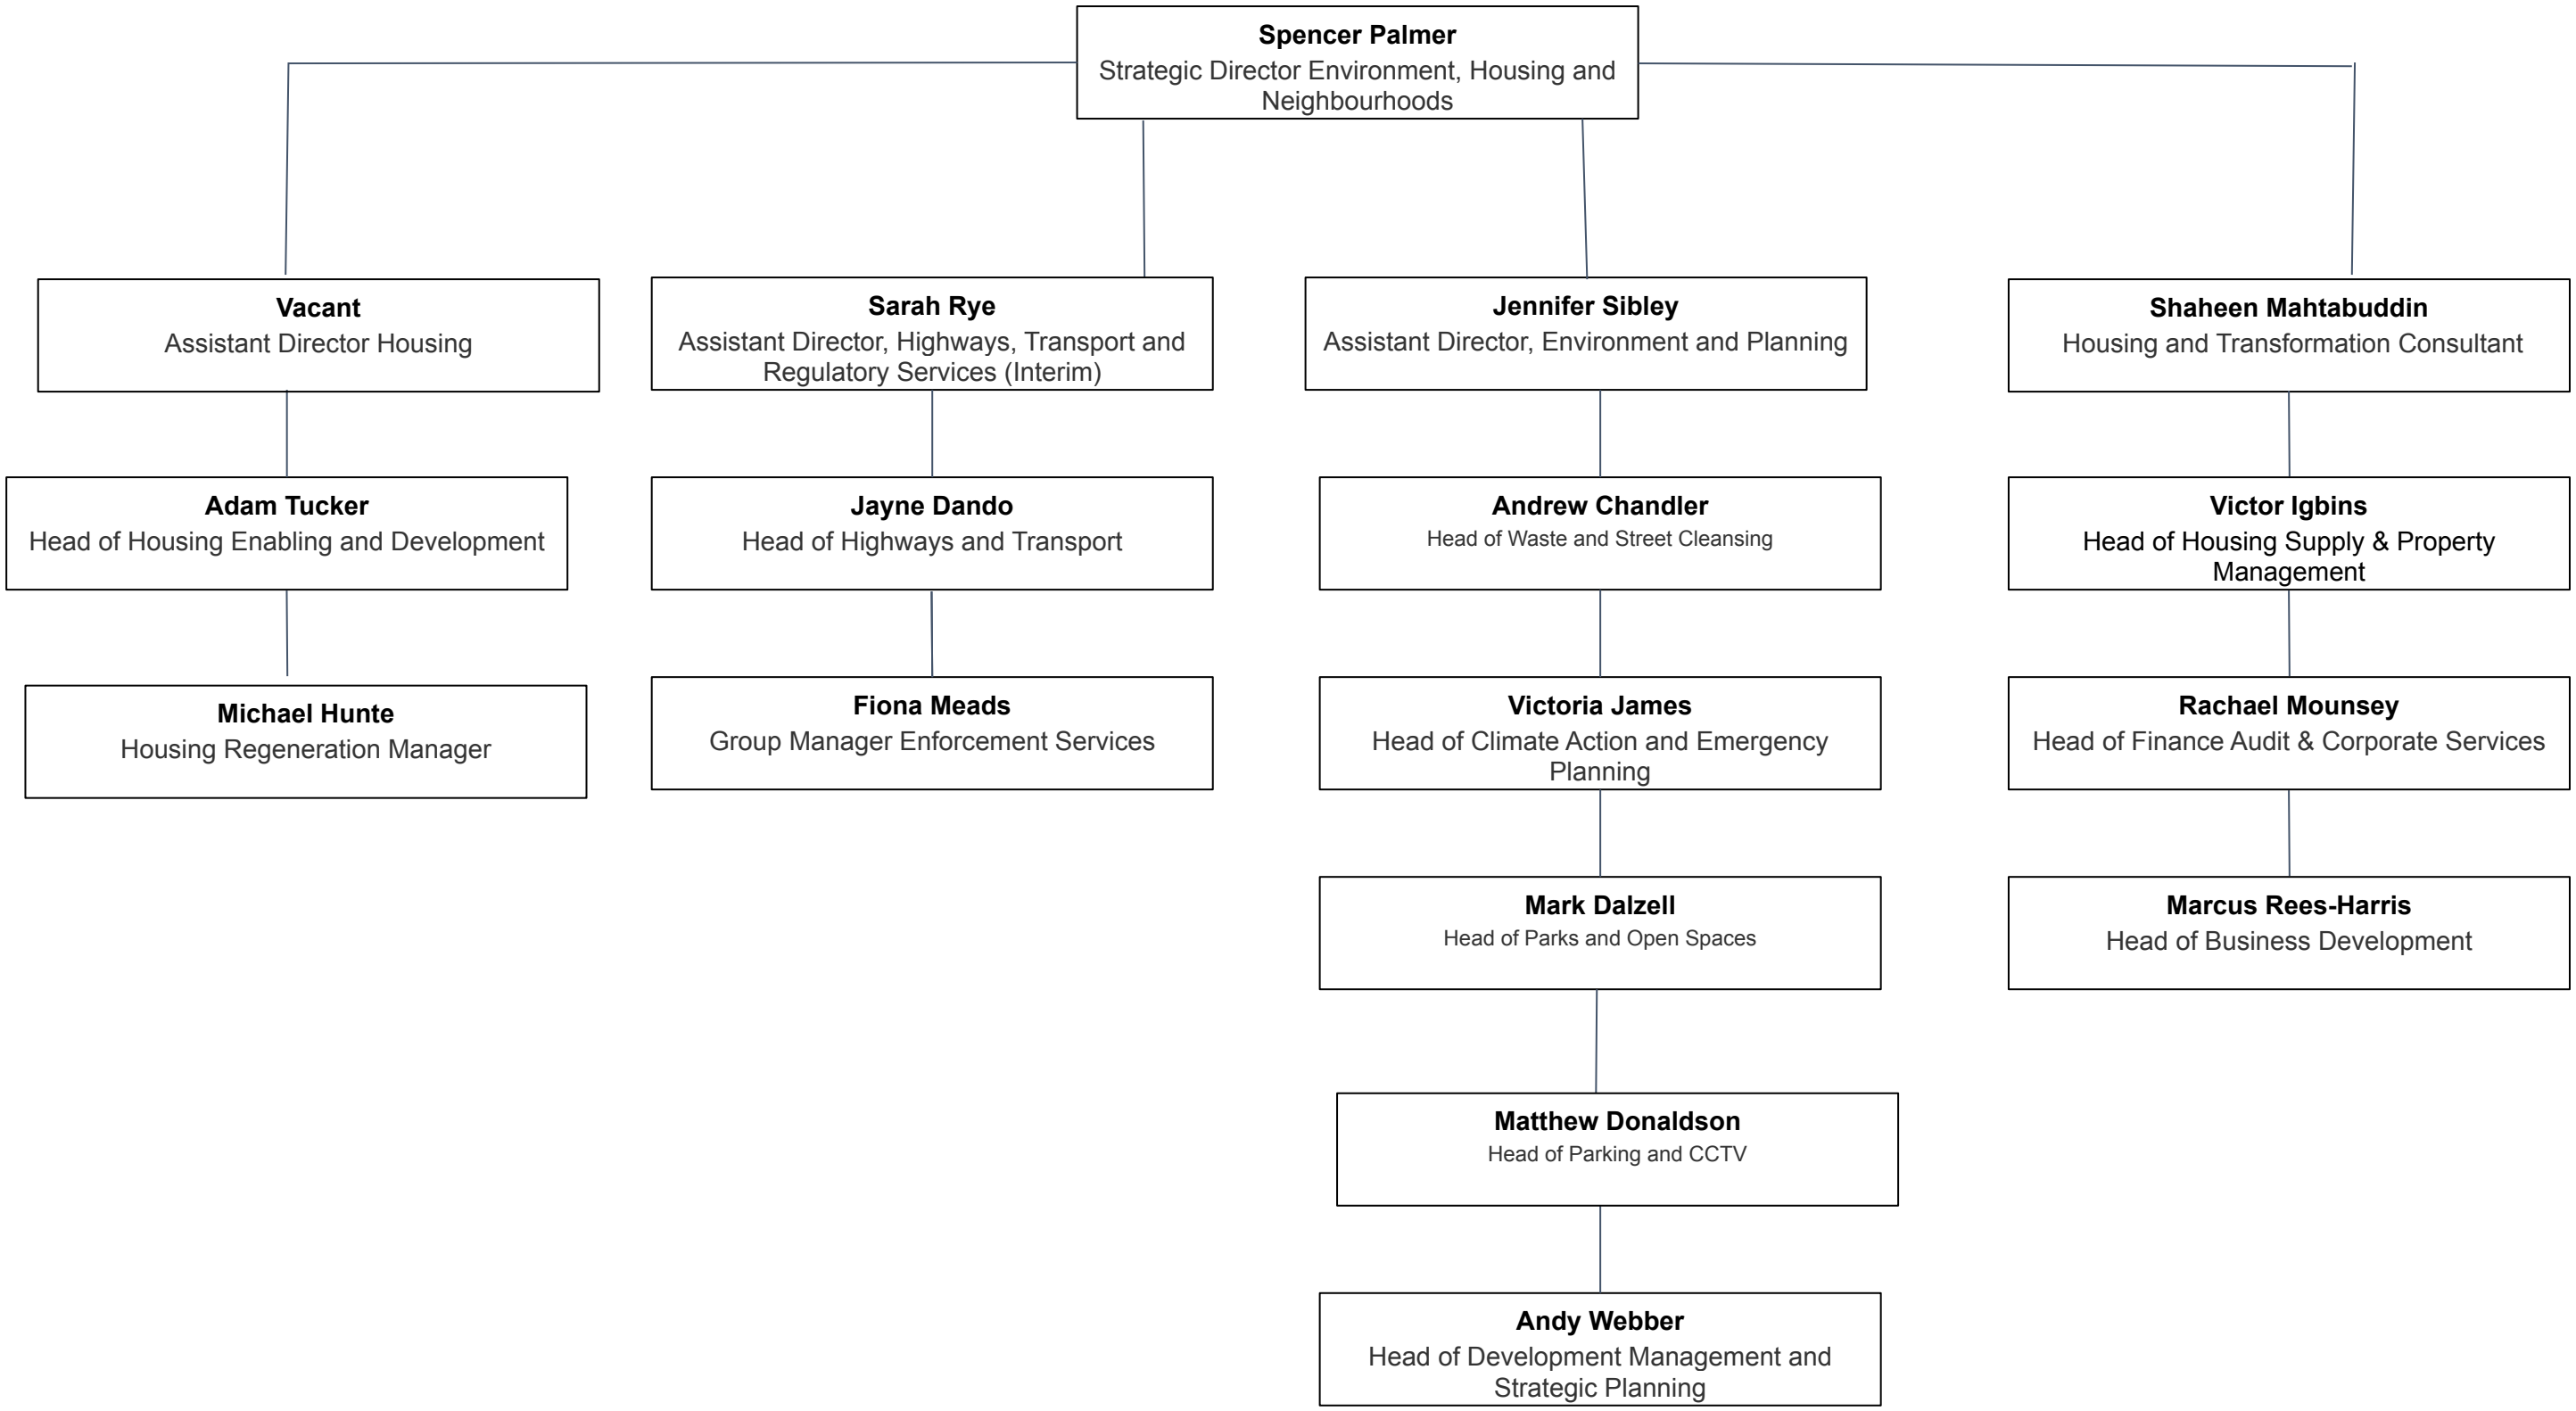 Spencer Palmer
Strategic Director Environment, Housing and
Neighbourhoods
Vacant
Assistant Director Housing
Sarah Rye
Assistant Director, Highways, Transport and
Regulatory Services (Interim)
Jennifer Sibley
Assistant Director, Environment and Planning
Shaheen Mahtabuddin
Housing and Transformation Consultant
Adam Tucker
Head of Housing Enabling and Development
Jayne Dando
Head of Highways and Transport
Andrew Chandler
Head of Waste and Street Cleansing
Victor Igbins
Head of Housing Supply & Property
Management
Michael Hunte
Housing Regeneration Manager
Fiona Meads
Group Manager Enforcement Services
Victoria James
Head of Climate Action and Emergency
Planning
Rachael Mounsey
Head of Finance Audit & Corporate Services
Mark Dalzell
Head of Parks and Open Spaces
Marcus Rees-Harris
Head of Business Development
Matthew Donaldson
Head of Parking and CCTV
Andy Webber
Head of Development Management and
Strategic Planning